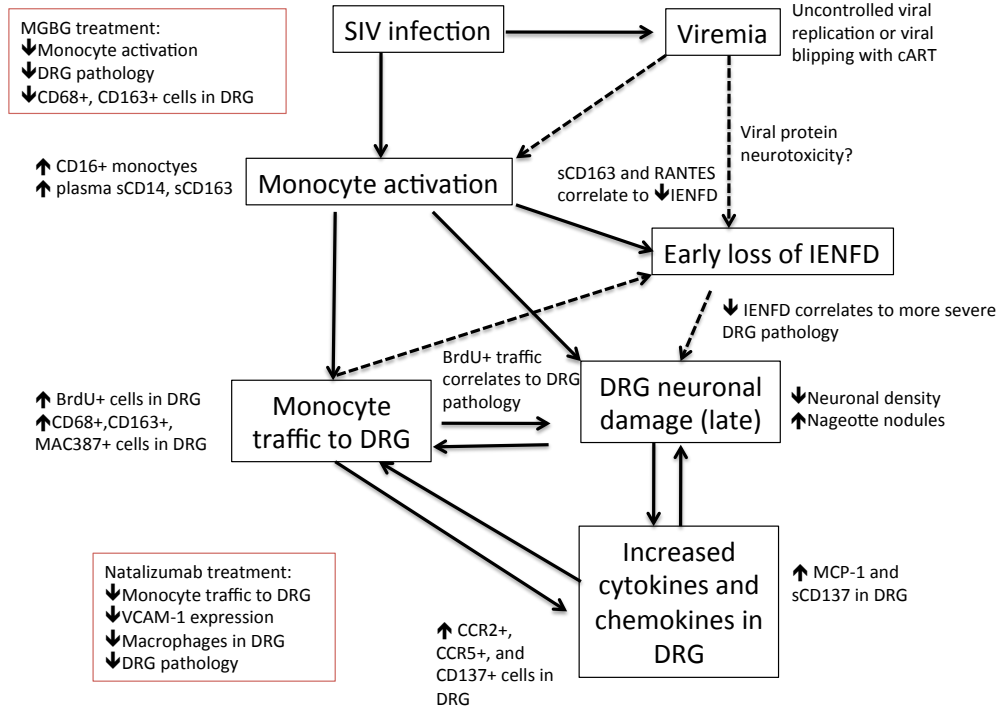 MGBG treatment:
↓Monocyte activation
↓DRG pathology
↓CD68+, CD163+ cells in DRG
SIV infection
Viremia
Uncontrolled viral
replication or viral
blipping with cART
Viral protein
neurotoxicity?
↑ CD16+ monoctyes
↑ plasma sCD14, sCD163
Monocyte activation
sCD163 and RANTES
correlate to ↓IENFD
Early loss of IENFD
↓ IENFD correlates to more severe
DRG pathology
BrdU+ traffic
correlates to DRG
pathology
↑ BrdU+ cells in DRG
↑CD68+,CD163+,
MAC387+ cells in DRG
Monocyte
traffic to DRG
DRG neuronal
damage (late)
↓Neuronal density
↑Nageotte nodules
Natalizumab treatment:
↓Monocyte traffic to DRG
↓VCAM-1 expression
↓Macrophages in DRG
↓DRG pathology
↑ CCR2+,
CCR5+, and
CD137+ cells in
DRG
Increased
cytokines and
chemokines in
DRG
↑ MCP-1 and
sCD137 in DRG